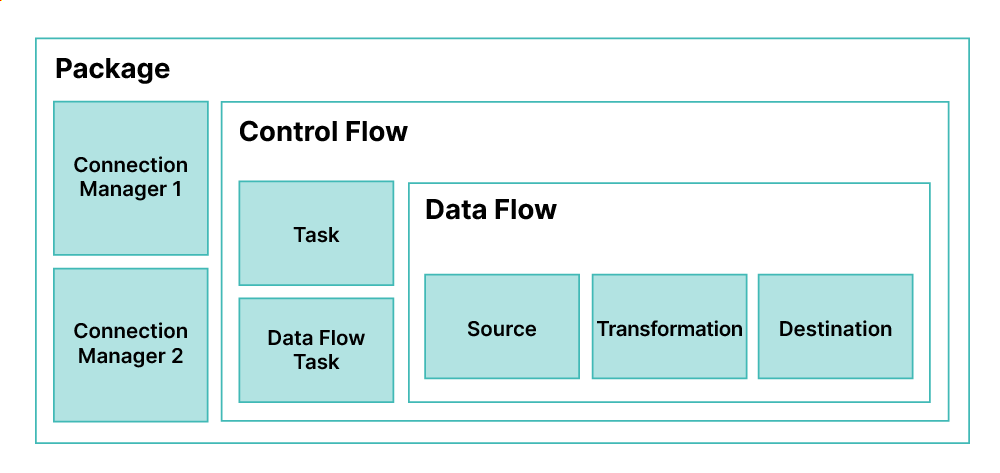 Package
Connection
Manager 1
Connection
Manager 2
Control Flow
Task
Data Flow
Task
Data Flow
Source
Transformation
Destination